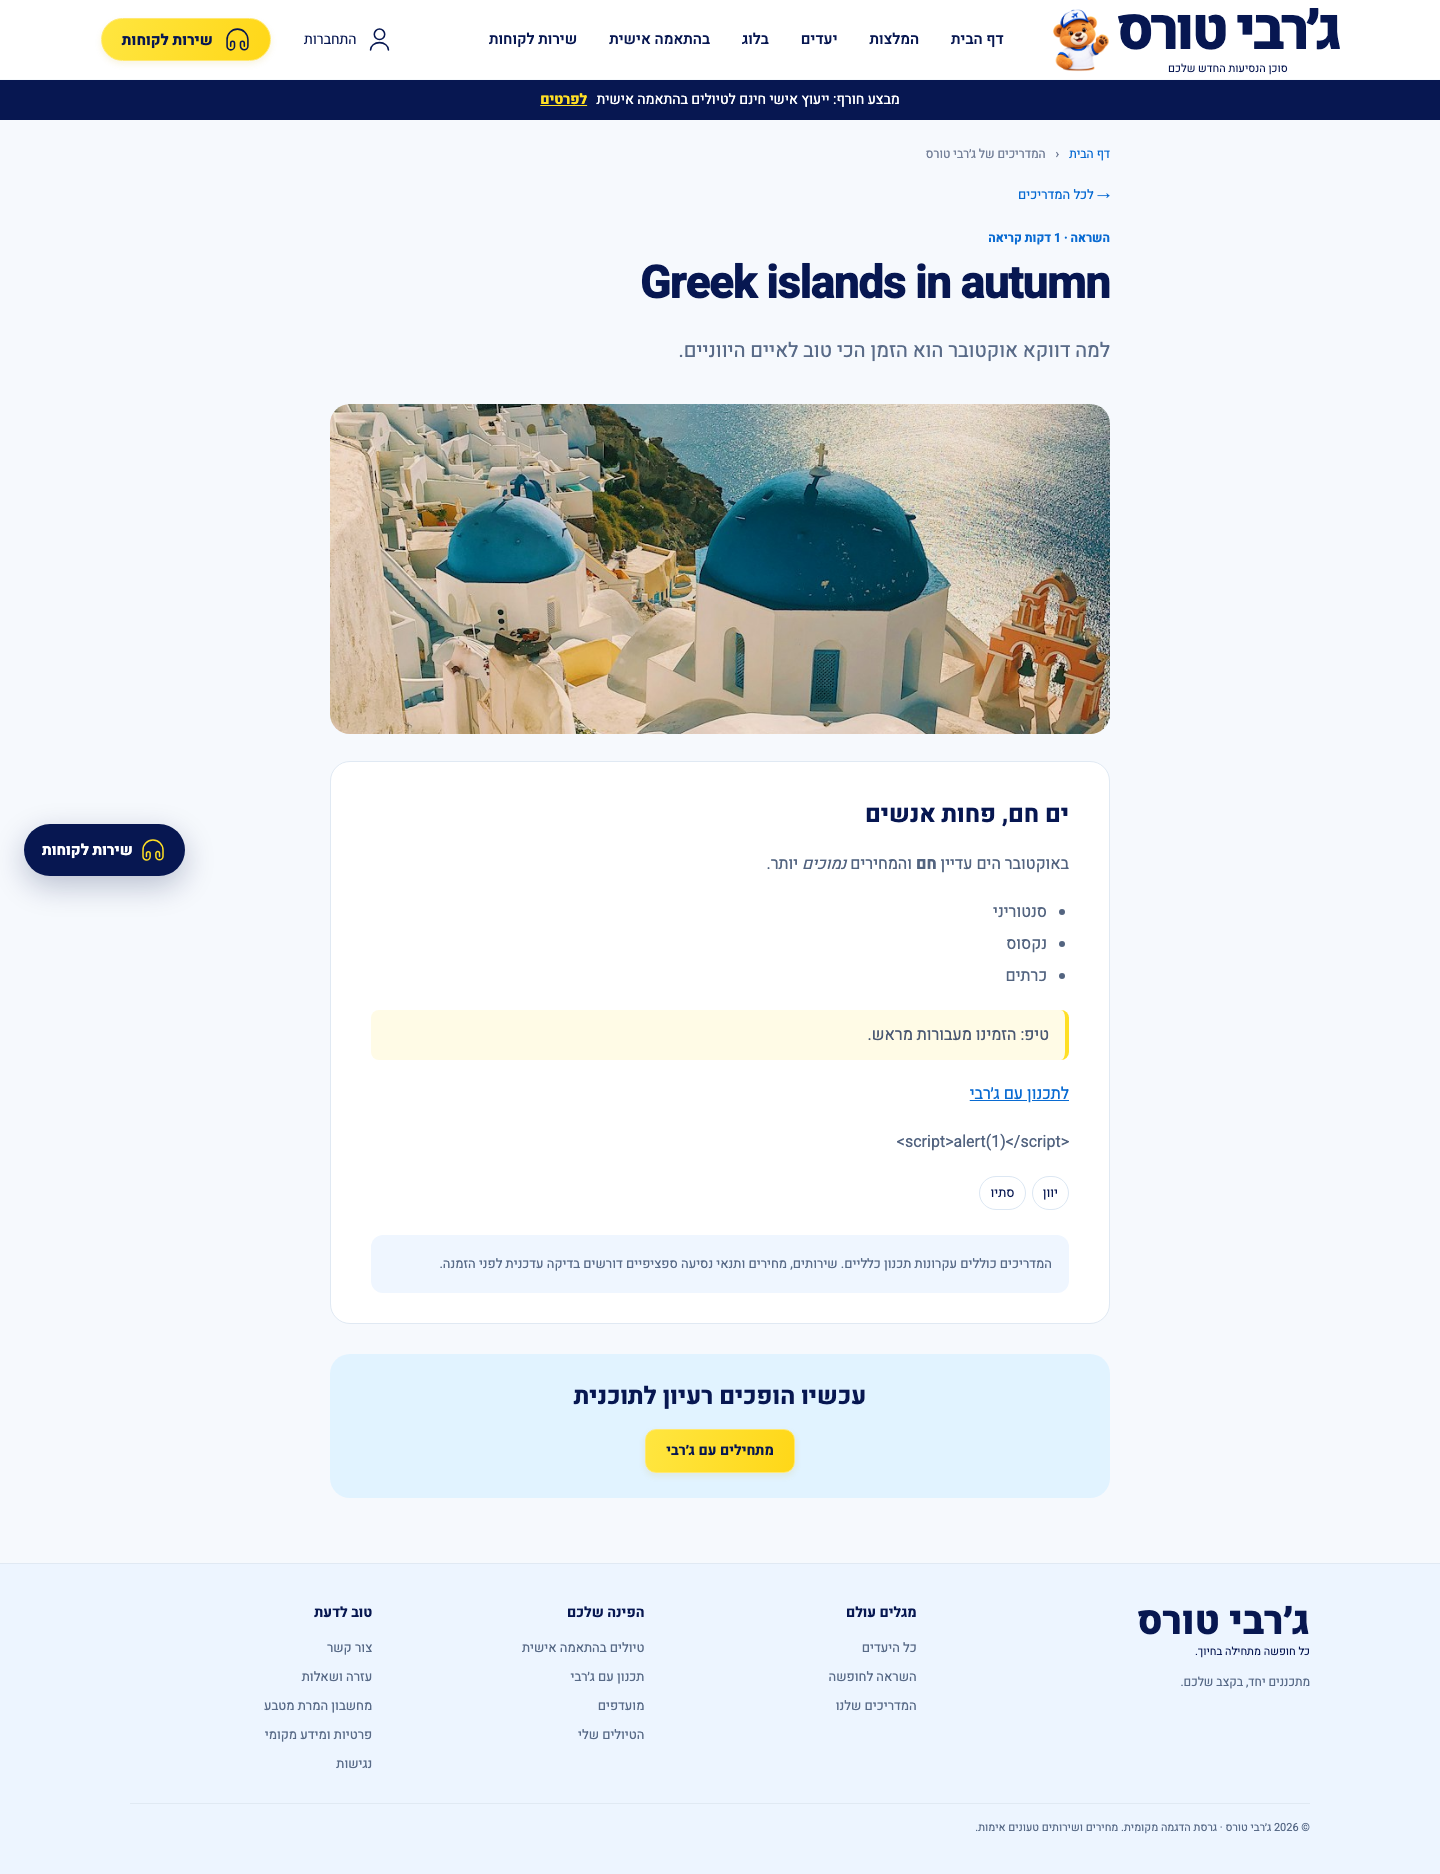 ג׳רבי טורס
סוכן הנסיעות החדש שלכם
דף הבית
המלצות
יעדים
בלוג
בהתאמה אישית
שירות לקוחות
התחברות
שירות לקוחות
מבצע חורף: ייעוץ אישי חינם לטיולים בהתאמה אישית לפרטים
דף הבית › המדריכים של ג׳רבי טורס
→ לכל המדריכים
השראה · 1 דקות קריאה
Greek islands in autumn
למה דווקא אוקטובר הוא הזמן הכי טוב לאיים היווניים.
ים חם, פחות אנשים
באוקטובר הים עדיין חם והמחירים נמוכים יותר.
• סנטוריני
• נקסוס
• כרתים
טיפ: הזמינו מעבורות מראש.
לתכנון עם ג׳רבי
<script>alert(1)</script>
יוון
סתיו
המדריכים כוללים עקרונות תכנון כלליים. שירותים, מחירים ותנאי נסיעה ספציפיים דורשים בדיקה עדכנית לפני הזמנה.
שירות לקוחות
עכשיו הופכים רעיון לתוכנית
מתחילים עם ג׳רבי
ג׳רבי טורס
כל חופשה מתחילה בחיוך.
מתכננים יחד, בקצב שלכם.
מגלים עולם
כל היעדים
השראה לחופשה
המדריכים שלנו
הפינה שלכם
טיולים בהתאמה אישית
תכנון עם ג׳רבי
מועדפים
הטיולים שלי
טוב לדעת
צור קשר
עזרה ושאלות
מחשבון המרת מטבע
פרטיות ומידע מקומי
נגישות
© 2026 ג׳רבי טורס · גרסת הדגמה מקומית. מחירים ושירותים טעונים אימות.